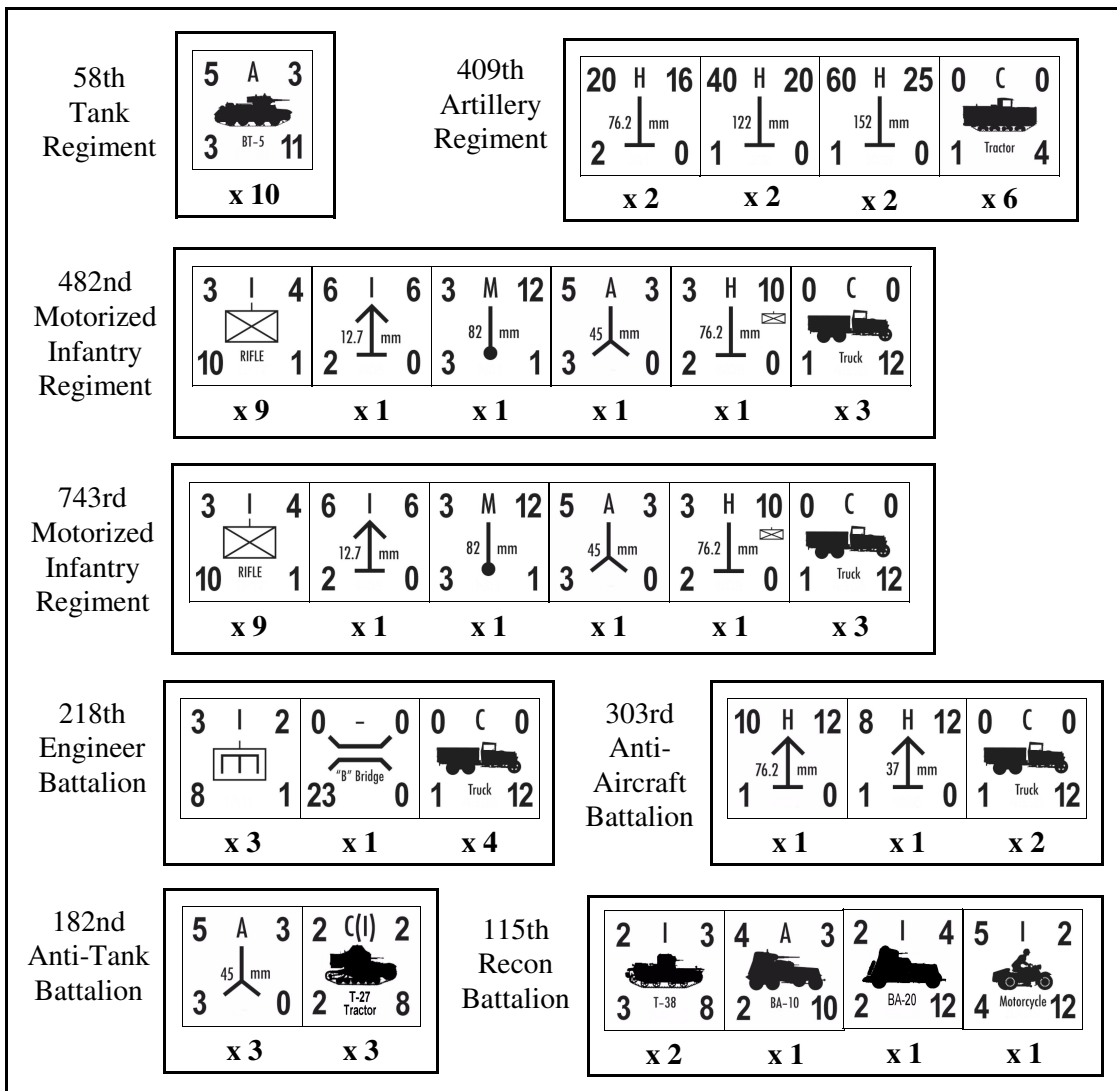 58th
Tank
Regiment
5 A 3
BT-5
3 11
x 10
409th
Artillery
Regiment
20 H 16 40 H 20 60 H 25 0 C 0
76.2 mm 122 mm 152 mm
2 0 1 0 1 0 1 Tractor 4
x 2 x 2 x 2 x 6
482nd
Motorized
Infantry
Regiment
3 I 4 6 I 6 3 M 12 5 A 3 3 H 10 0 C 0
12.7 mm 82 mm 45 mm 76.2 mm
10 RIFLE 1 2 0 3 1 3 0 2 0 1 Truck 12
x 9 x 1 x 1 x 1 x 1 x 3
743rd
Motorized
Infantry
Regiment
3 I 4 6 I 6 3 M 12 5 A 3 3 H 10 0 C 0
12.7 mm 82 mm 45 mm 76.2 mm
10 RIFLE 1 2 0 3 1 3 0 2 0 1 Truck 12
x 9 x 1 x 1 x 1 x 1 x 3
218th
Engineer
Battalion
3 I 2 0 - 0 0 C 0
"B" Bridge
8 1 23 0 1 Truck 12
x 3 x 1 x 4
303rd
Anti-
Aircraft
Battalion
10 H 12 8 H 12 0 C 0
76.2 mm 37 mm
1 0 1 0 1 Truck 12
x 1 x 1 x 2
182nd
Anti-Tank
Battalion
5 A 3 2 C(I) 2
45 mm T-27
3 0 2 Tractor 8
x 3 x 3
115th
Recon
Battalion
2 I 3 4 A 3 2 I 4 5 I 2
T-38 BA-10 BA-20 Motorcycle
3 8 2 10 2 12 4 12
x 2 x 1 x 1 x 1